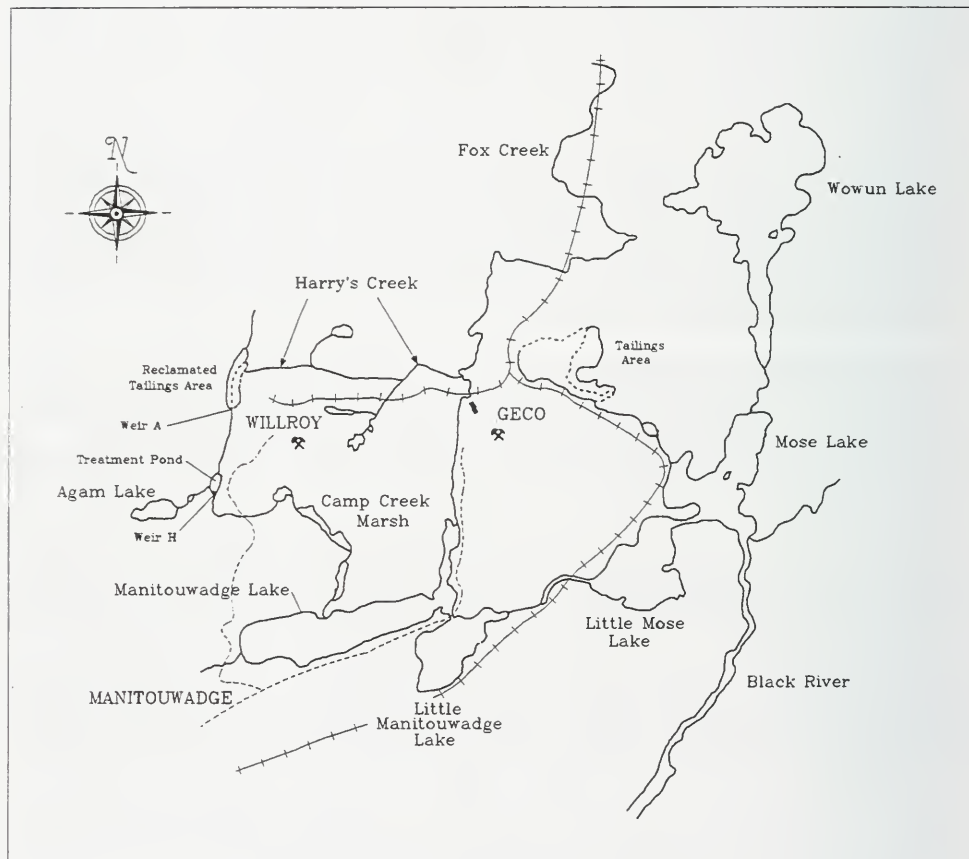 N
Fox Creek
Wowun Lake
Harry's Creek
Reclamated
Tailings Area
Tailings
Area
Weir A
WILLROY
GECO
Mose Lake
Treatment Pond
Agam Lake
Camp Creek
Marsh
Weir H
Manitouwadge Lake
Little Mose
Lake
MANITOUWADGE
Black River
Little
Manitouwadge
Lake